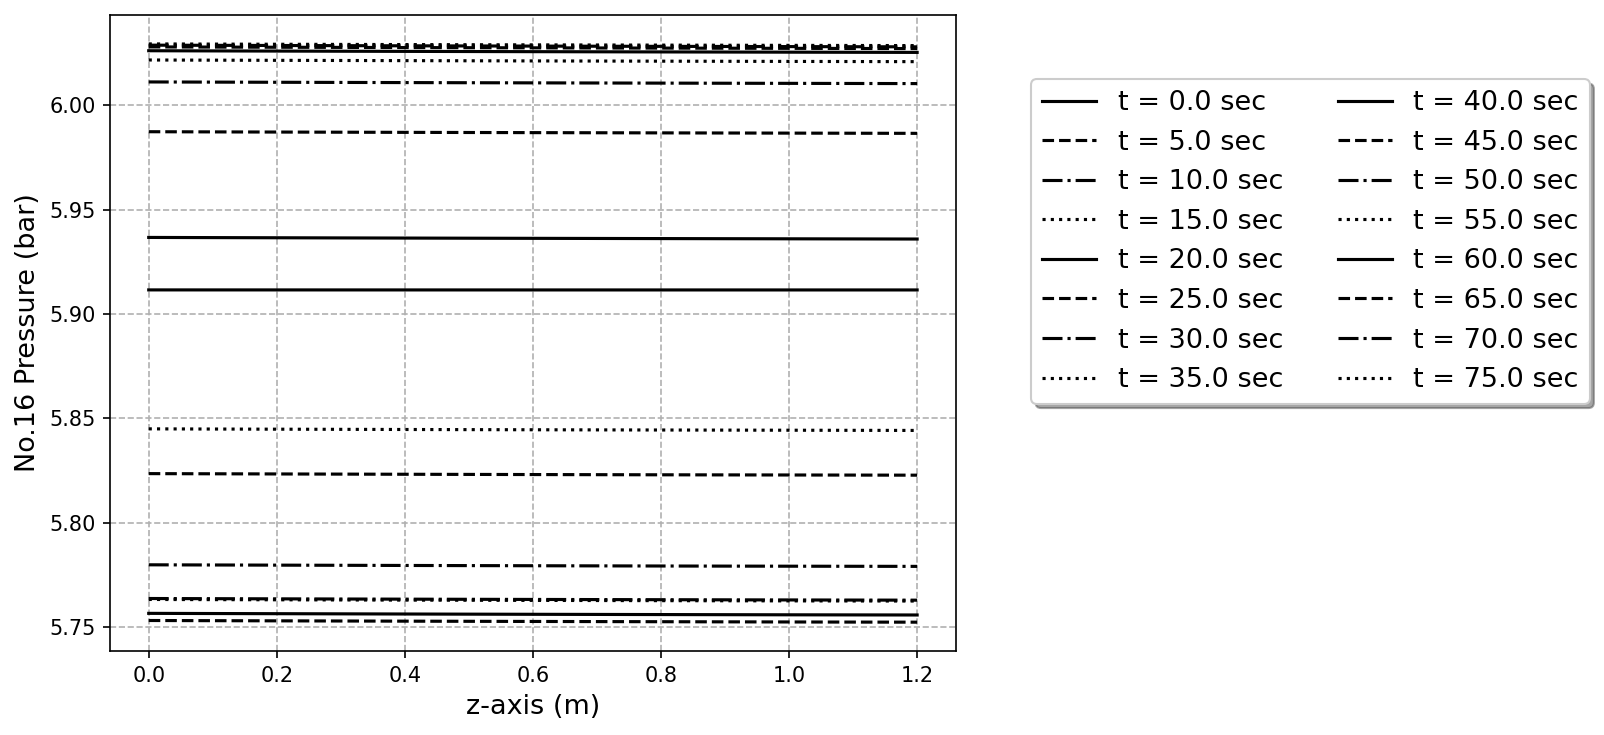 No.16 Pressure (bar)
6.00
5.95
5.90
5.85
5.80
5.75
0.0 0.2 0.4 0.6 0.8 1.0 1.2
z-axis (m)
t = 0.0 sec
t = 5.0 sec
t = 10.0 sec
t = 15.0 sec
t = 20.0 sec
t = 25.0 sec
t = 30.0 sec
t = 35.0 sec
t = 40.0 sec
t = 45.0 sec
t = 50.0 sec
t = 55.0 sec
t = 60.0 sec
t = 65.0 sec
t = 70.0 sec
t = 75.0 sec